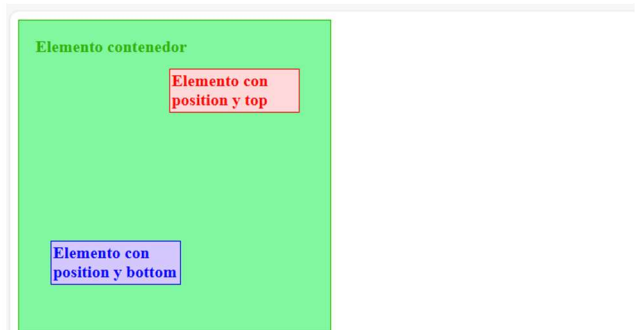 Elemento contenedor
Elemento con
position y top
Elemento con
position y bottom